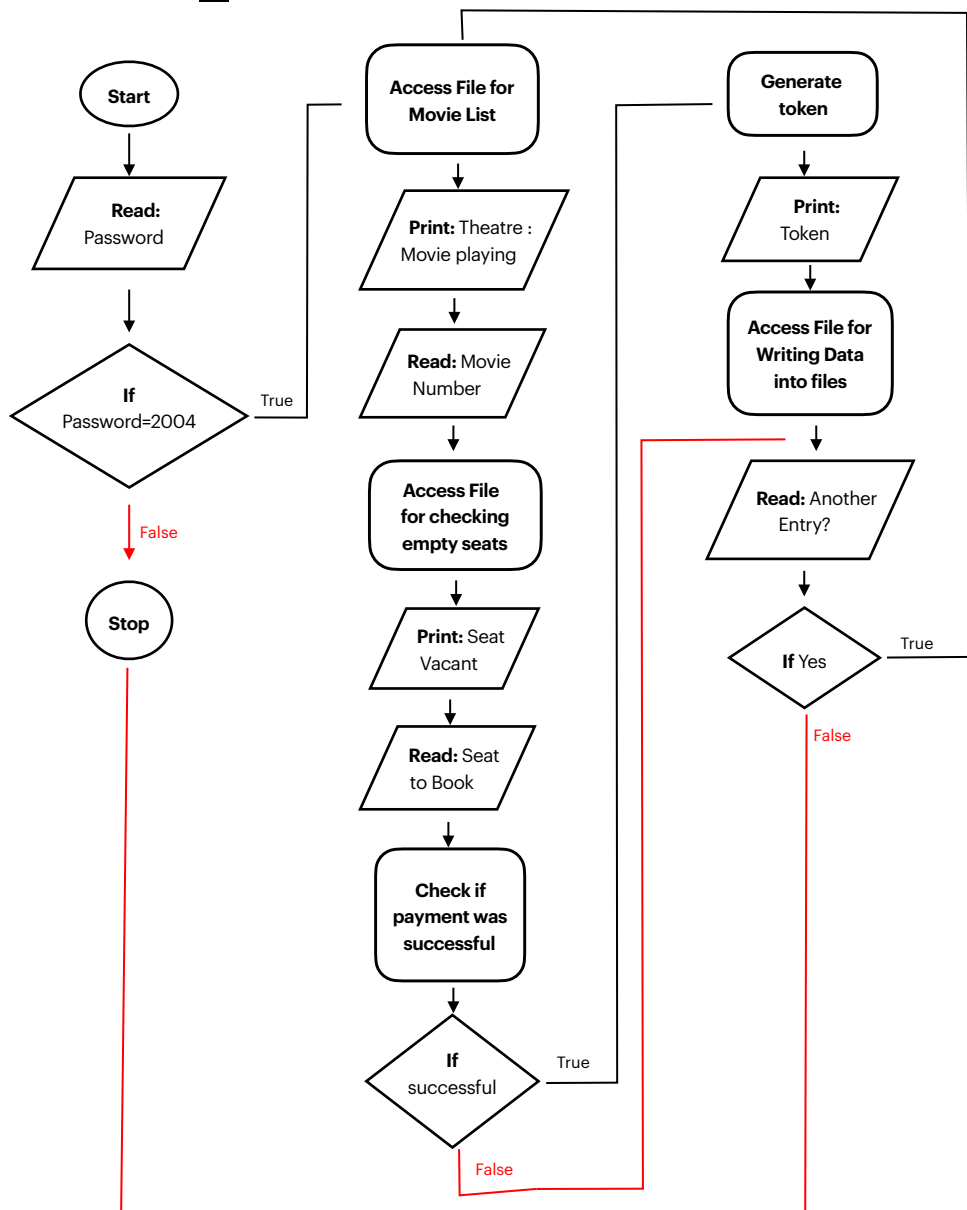 Start
Read:
Password
If
Password=2004
True
False
Stop
Access File for
Movie List
Print: Theatre :
Movie playing
Read: Movie
Number
Access File
for checking
empty seats
Print: Seat
Vacant
Read: Seat
to Book
Check if
payment was
successful
If
successful
True
False
Generate
token
Print:
Token
Access File for
Writing Data
into files
Read: Another
Entry?
If Yes
True
False